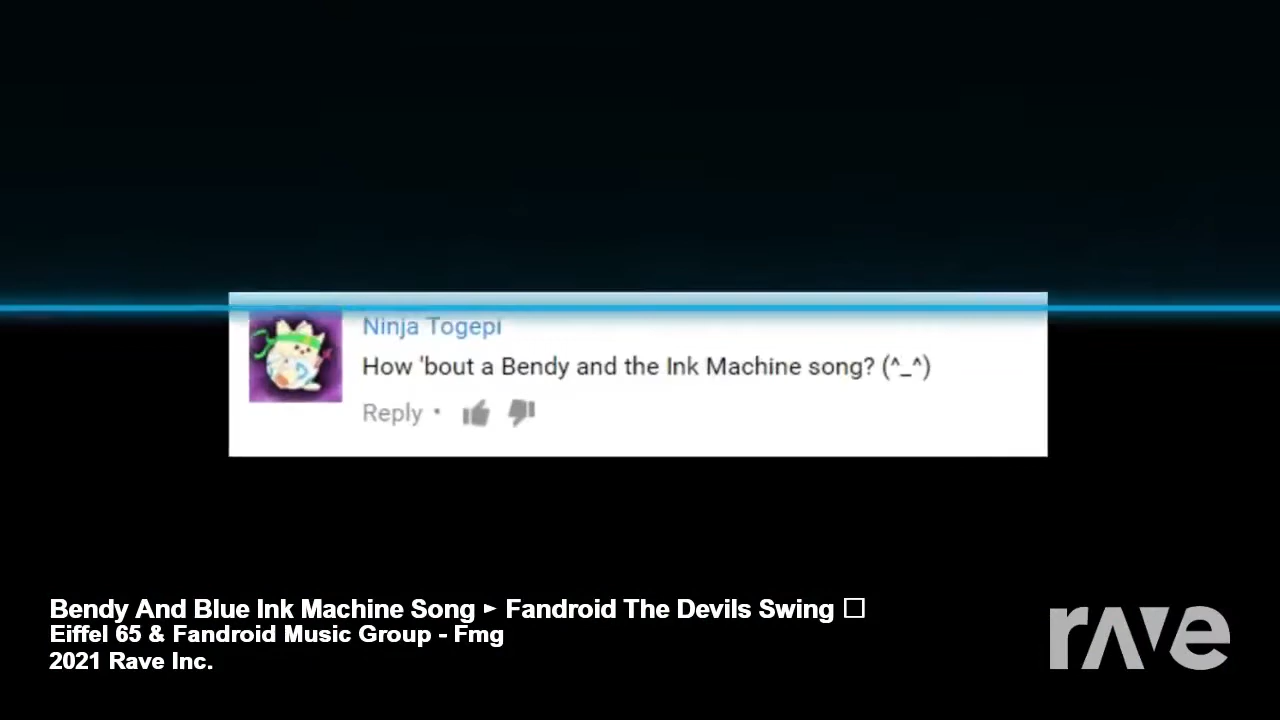 Ninja Togepi
How 'bout a Bendy and the Ink Machine song? (^_^)
Reply •
Bendy And Blue Ink Machine Song ► Fandroid The Devils Swing □
Eiffel 65 & Fandroid Music Group - Fmg
2021 Rave Inc.
rave